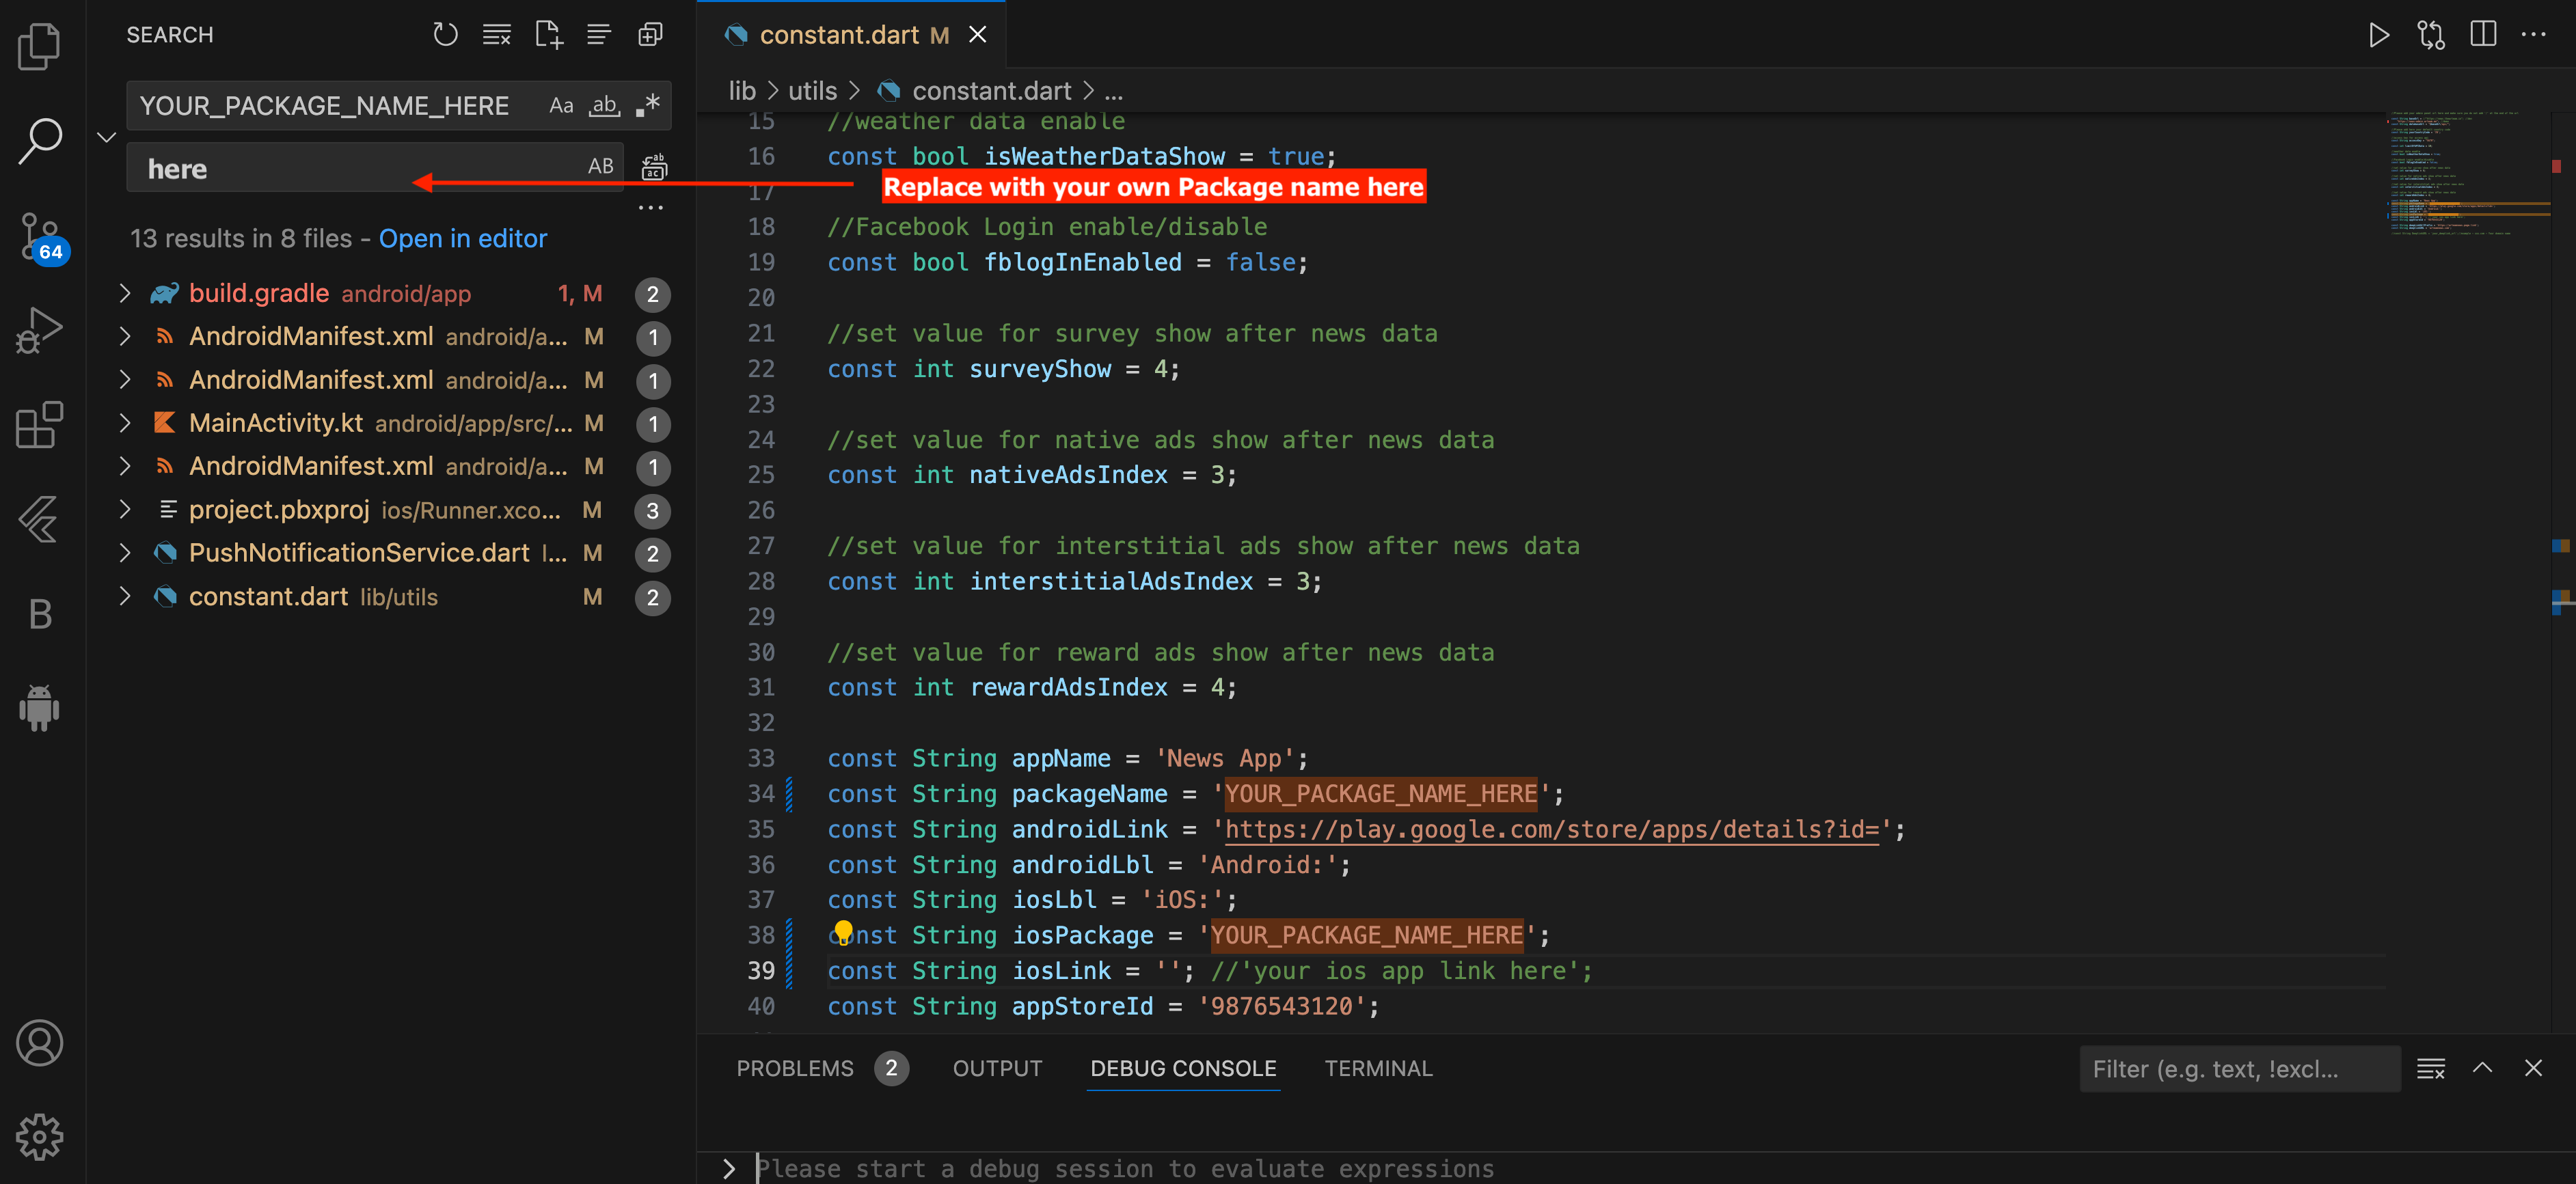 SEARCH
YOUR_PACKAGE_NAME_HERE Aa ab .*
here AB
13 results in 8 files - Open in editor
64
build.gradle android/app 1, M 2
AndroidManifest.xml android/a... M 1
AndroidManifest.xml android/a... M 1
MainActivity.kt android/app/src/... M 1
AndroidManifest.xml android/a... M 1
project.pbxproj ios/Runner.xco... M 3
PushNotificationService.dart l... M 2
constant.dart lib/utils M 2
B
constant.dart M
lib > utils > constant.dart > ...
15 //weather data enable
16 const bool isWeatherDataShow = true;
17 Replace with your own Package name here
18 //Facebook Login enable/disable
19 const bool fblogInEnabled = false;
20
21 //set value for survey show after news data
22 const int surveyShow = 4;
23
24 //set value for native ads show after news data
25 const int nativeAdsIndex = 3;
26
27 //set value for interstitial ads show after news data
28 const int interstitialAdsIndex = 3;
29
30 //set value for reward ads show after news data
31 const int rewardAdsIndex = 4;
32
33 const String appName = 'News App';
34 const String packageName = 'YOUR_PACKAGE_NAME_HERE';
35 const String androidLink = 'https://play.google.com/store/apps/details?id=';
36 const String androidLbl = 'Android:';
37 const String iosLbl = 'iOS:';
38 const String iosPackage = 'YOUR_PACKAGE_NAME_HERE';
39 const String iosLink = ''; //'your ios app link here';
40 const String appStoreId = '9876543120';
PROBLEMS 2 OUTPUT DEBUG CONSOLE TERMINAL Filter (e.g. text, !excl...
Please start a debug session to evaluate expressions